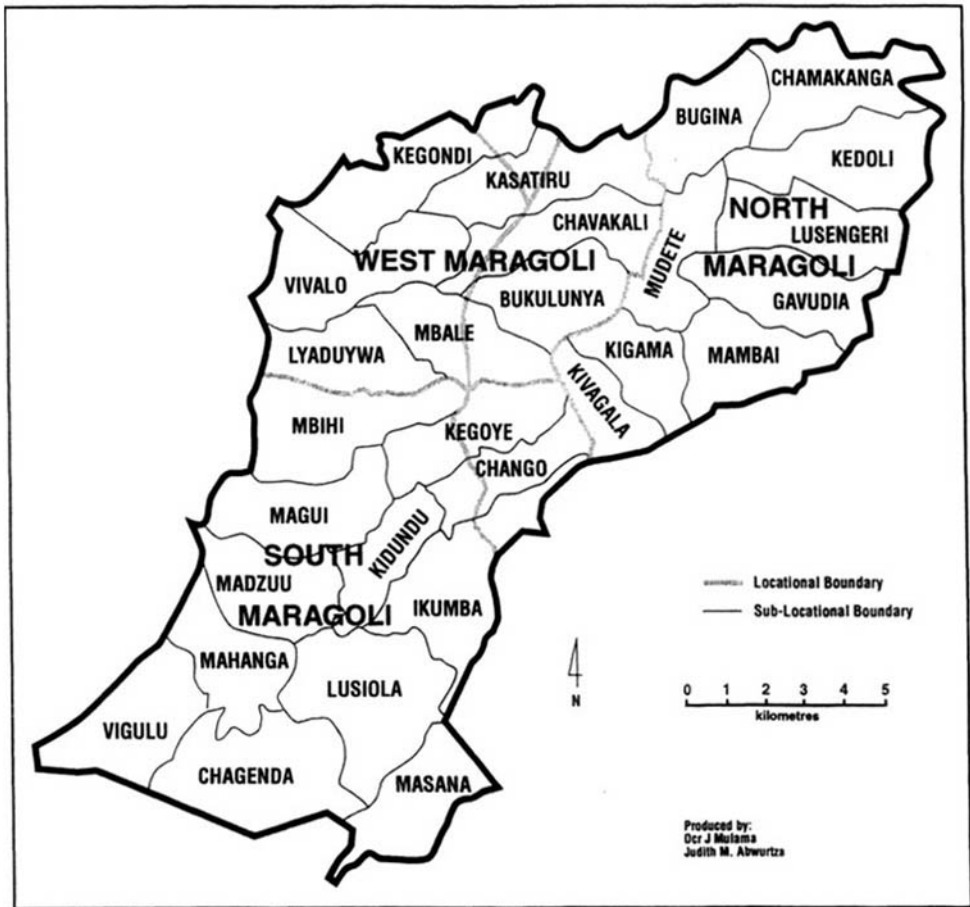 CHAMAKANGA
BUGINA
KEGONDI
KEDOLI
KASATIRU
NORTH
CHAVAKALI
LUSENGERI
MUDETE
WEST MARAGOLI
MARAGOLI
VIVALO
BUKULUNYA
GAVUDIA
MBALE
LYADUYWA
KIGAMA
MAMBAI
KIVAGALA
MBIHI
KEGOYE
CHANGO
MAGUI
KIDUNDU
SOUTH
MADZUU
MARAGOLI
IKUMBA
Locational Boundary
Sub-Locational Boundary
MAHANGA
LUSIOLA
N
0 1 2 3 4 5
kilometres
VIGULU
CHAGENDA
MASANA
Produced by:
Ocr J Mulama
Judith M. Abwurtza